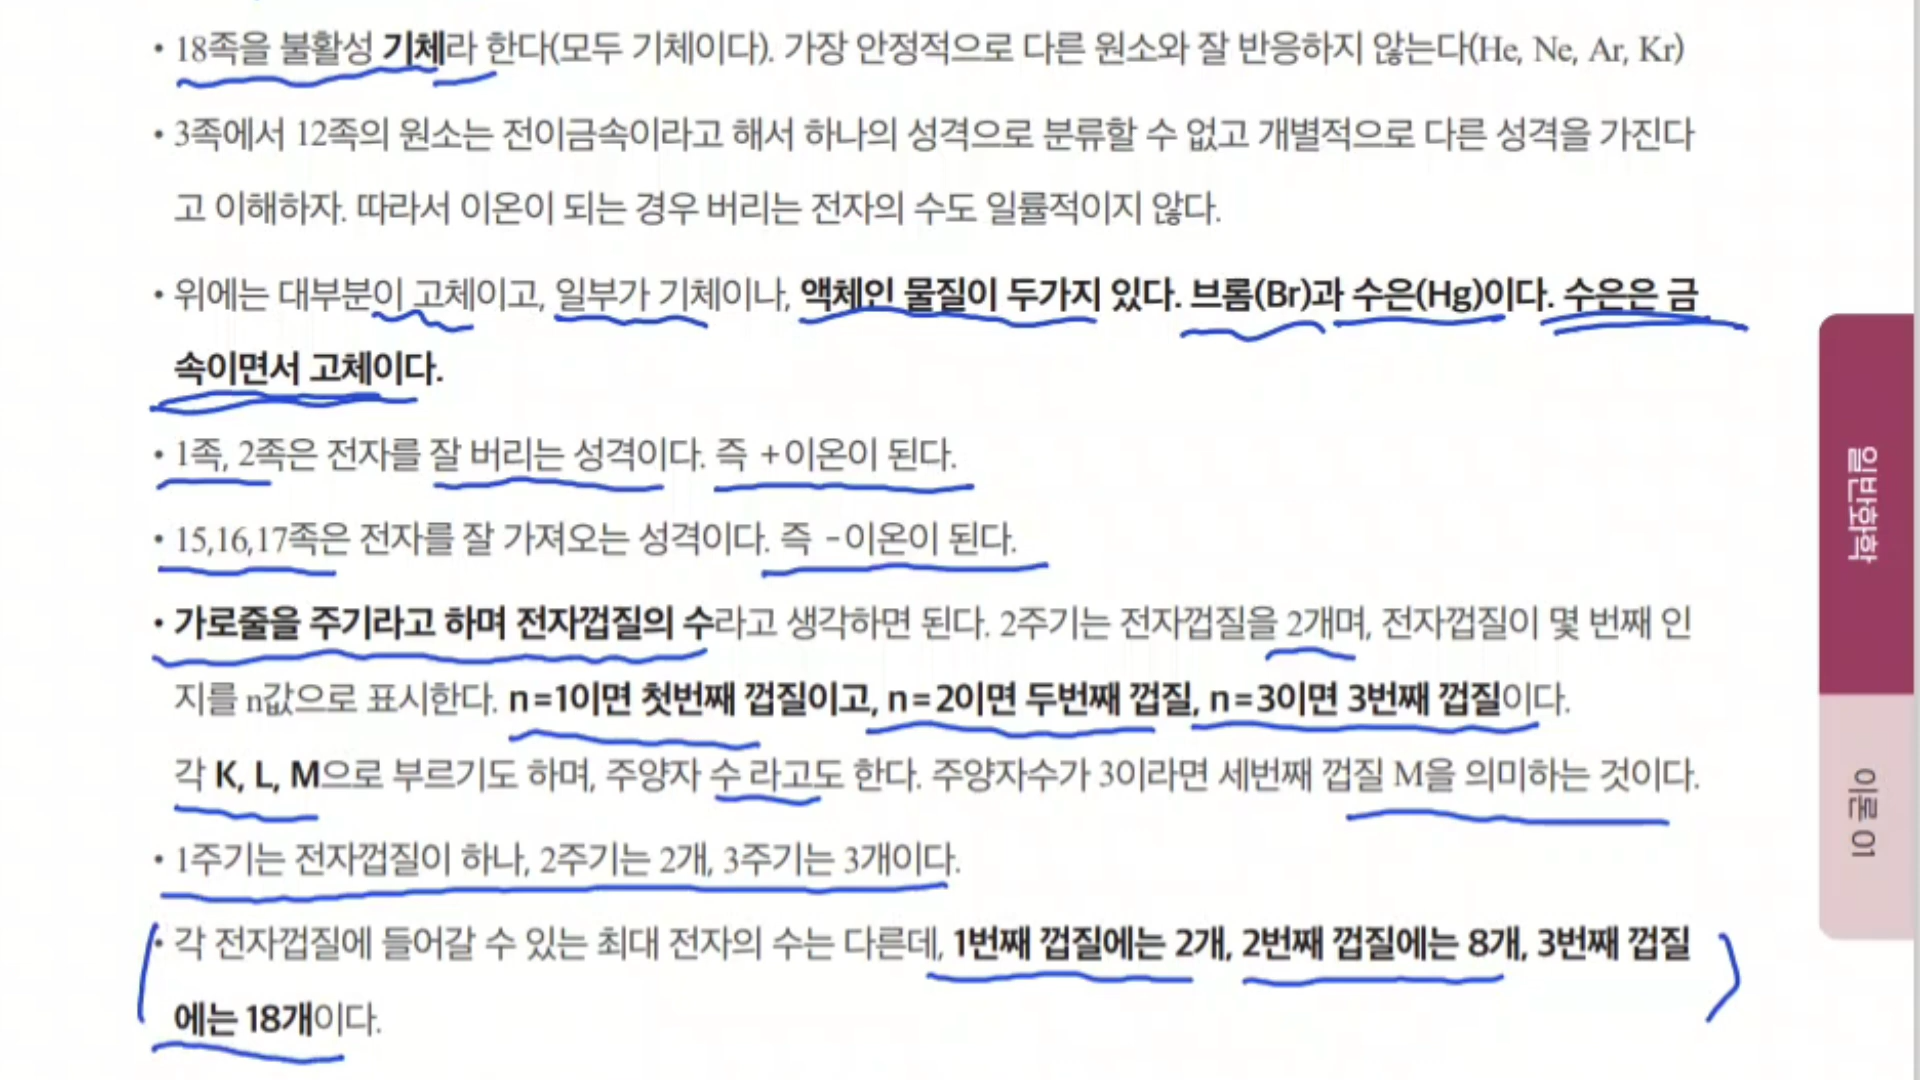 • 18족을 불활성 기체라 한다(모두 기체이다). 가장 안정적으로 다른 원소와 잘 반응하지 않는다(He, Ne, Ar, Kr)
• 3족에서 12족의 원소는 전이금속이라고 해서 하나의 성격으로 분류할 수 없고 개별적으로 다른 성격을 가진다
고 이해하자. 따라서 이온이 되는 경우 버리는 전자의 수도 일률적이지 않다.
• 위에는 대부분이 고체이고, 일부가 기체이나, 액체인 물질이 두가지 있다. 브롬(Br)과 수은(Hg)이다. 수은은 금
속이면서 고체이다.
• 1족, 2족은 전자를 잘 버리는 성격이다. 즉 +이온이 된다.
• 15,16,17족은 전자를 잘 가져오는 성격이다. 즉 -이온이 된다.
• 가로줄을 주기라고 하며 전자껍질의 수라고 생각하면 된다. 2주기는 전자껍질을 2개며, 전자껍질이 몇 번째 인
지를 n값으로 표시한다. n=1이면 첫번째 껍질이고, n=2이면 두번째 껍질, n=3이면 3번째 껍질이다.
각 K, L, M으로 부르기도 하며, 주양자 수 라고도 한다. 주양자수가 3이라면 세번째 껍질 M을 의미하는 것이다.
• 1주기는 전자껍질이 하나, 2주기는 2개, 3주기는 3개이다.
• 각 전자껍질에 들어갈 수 있는 최대 전자의 수는 다른데, 1번째 껍질에는 2개, 2번째 껍질에는 8개, 3번째 껍질
에는 18개이다.
일반화학
이론 01